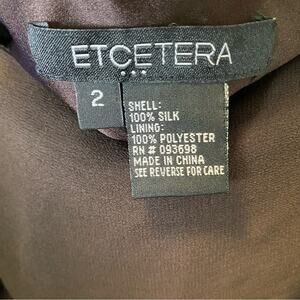 ETCETERA
2
SHELL:
100% SILK
LINING:
100% POLYESTER
RN # 093698
MADE IN CHINA
SEE REVERSE FOR CARE